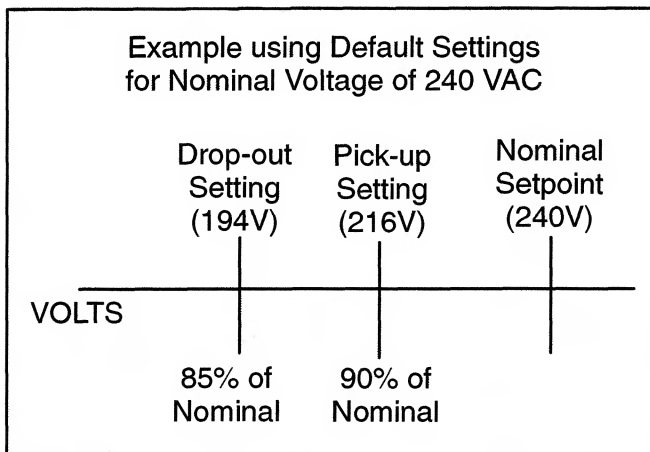 Example using Default Settings
for Nominal Voltage of 240 VAC
Drop-out
Setting
(194V)
Pick-up
Setting
(216V)
Nominal
Setpoint
(240V)
VOLTS
85% of
Nominal
90% of
Nominal